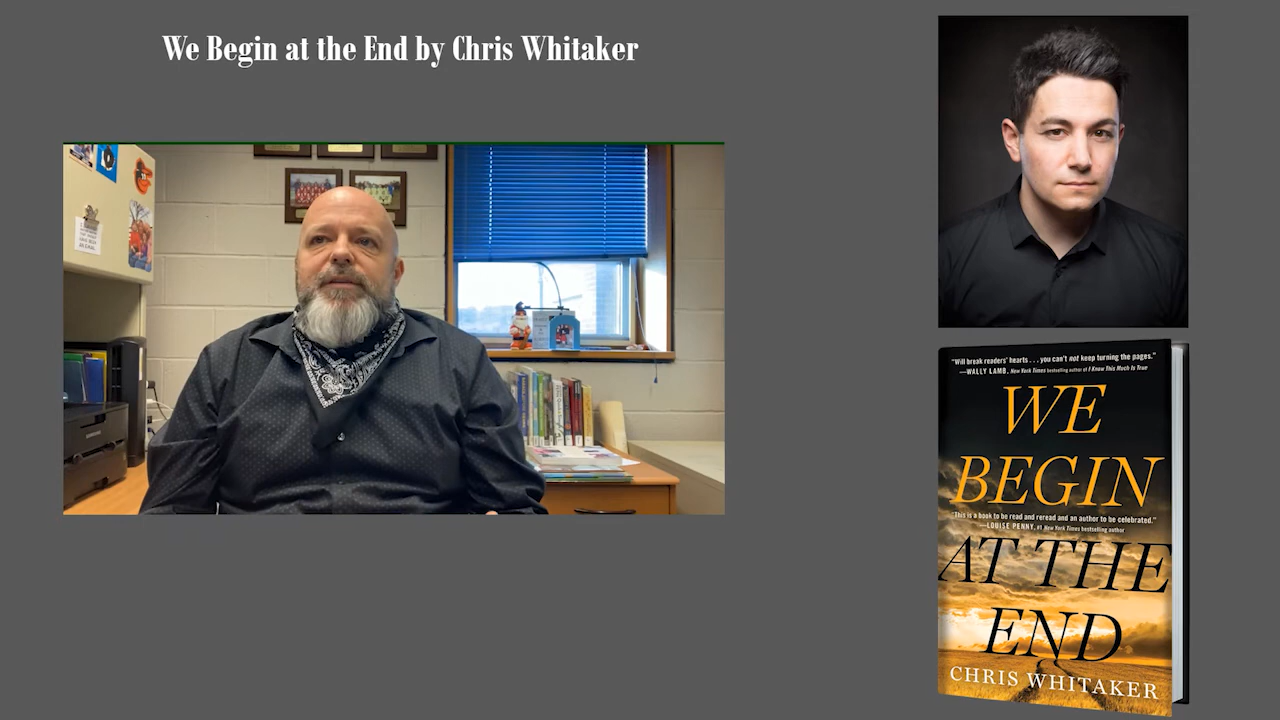 We Begin at the End by Chris Whitaker
"Will break readers' hearts . . . you can't not keep turning the pages."
—WALLY LAMB, New York Times bestselling author of I Know This Much Is True
WE
BEGIN
"This is a book to be read and reread and an author to be celebrated."
—LOUISE PENNY, #1 New York Times bestselling author
AT THE
END
CHRIS WHITAKER
SAMSUNG